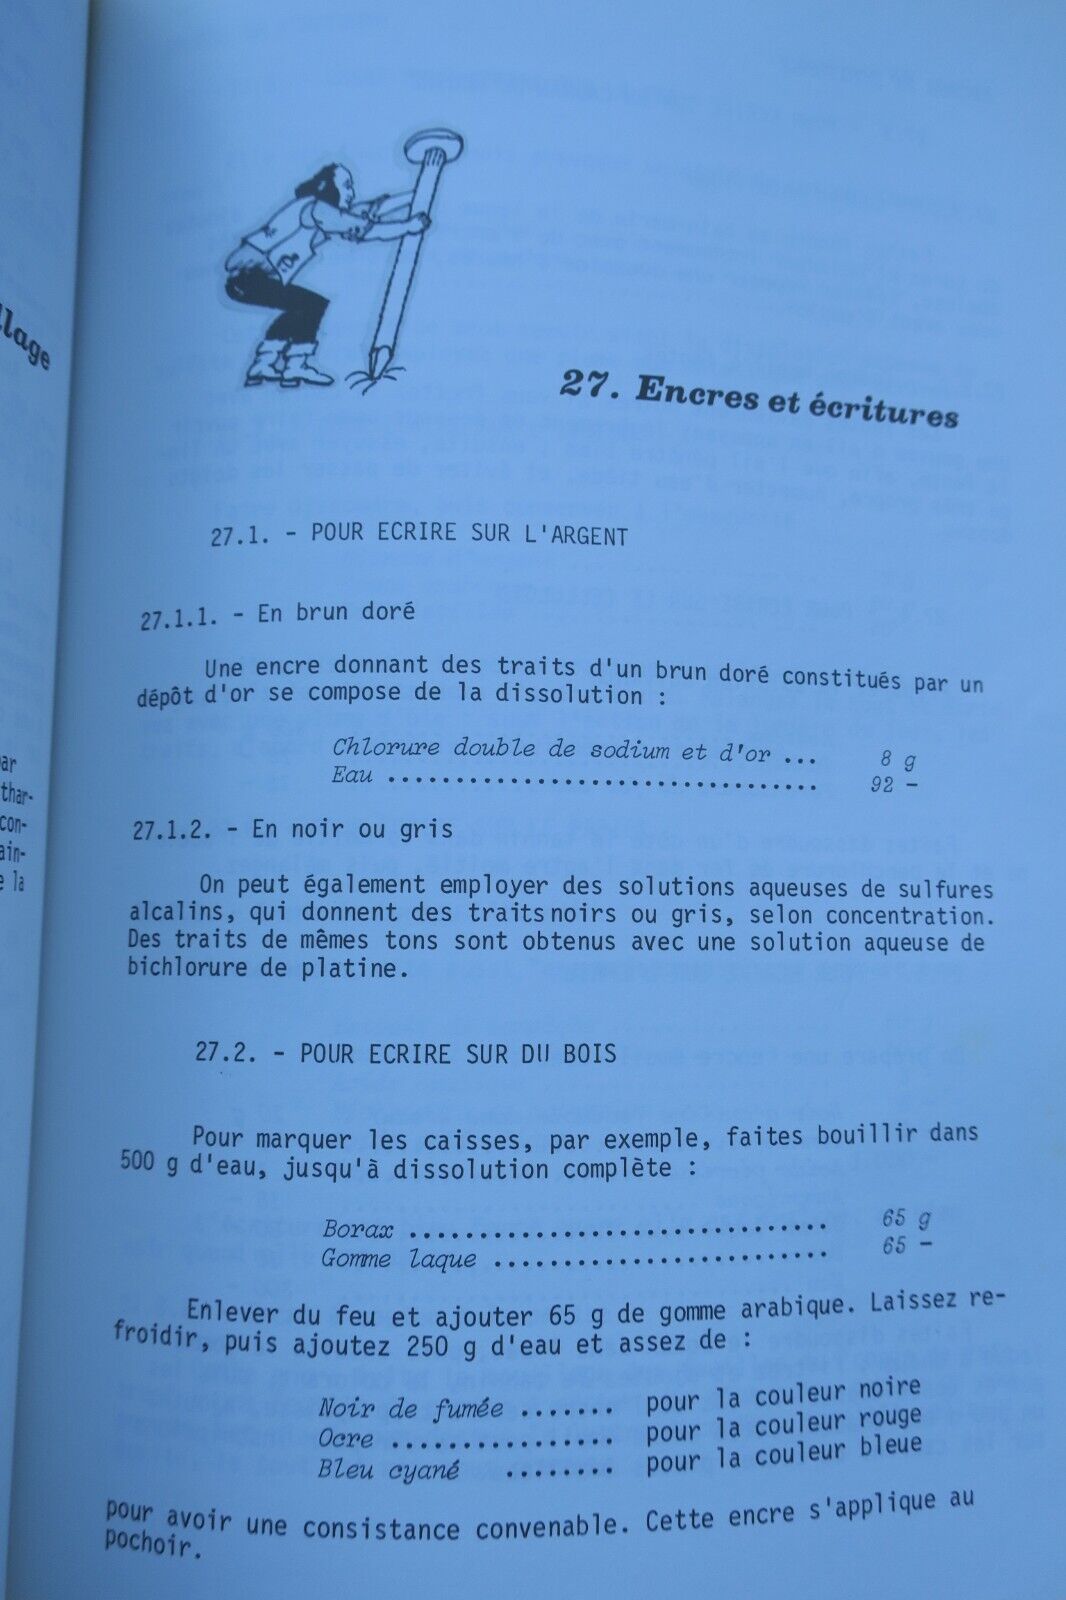 llage
ar
thar-
con-
ain-
e la
27. Encres et écritures
27.1. - POUR ECRIRE SUR L'ARGENT
27.1.1. - En brun doré
Une encre donnant des traits d'un brun doré constitués par un
dépôt d'or se compose de la dissolution :
Chlorure double de sodium et d'or ... 8 g
Eau ................................. 92 -
27.1.2. - En noir ou gris
On peut également employer des solutions aqueuses de sulfures
alcalins, qui donnent des traits noirs ou gris, selon concentration.
Des traits de mêmes tons sont obtenus avec une solution aqueuse de
bichlorure de platine.
27.2. - POUR ECRIRE SUR DU BOIS
Pour marquer les caisses, par exemple, faites bouillir dans
500 g d'eau, jusqu'à dissolution complète :
Borax ................................ 65 g
Gomme laque .......................... 65 -
Enlever du feu et ajouter 65 g de gomme arabique. Laissez re-
froidir, puis ajoutez 250 g d'eau et assez de :
Noir de fumée ....... pour la couleur noire
Ocre ................. pour la couleur rouge
Bleu cyané ........ pour la couleur bleue
pour avoir une consistance convenable. Cette encre s'applique au
pochoir.